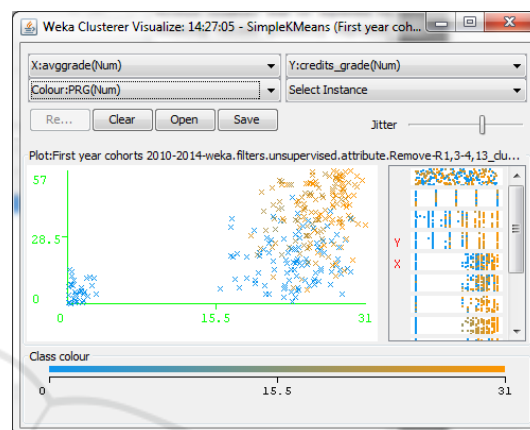 Weka Clusterer Visualize: 14:27:05 - SimpleKMeans (First year coh...
X:avggrade(Num) Y:credits_grade(Num)
Colour:PRG(Num) Select Instance
Re... Clear Open Save Jitter
Plot:First year cohorts 2010-2014-weka.filters.unsupervised.attribute.Remove-R1,3-4,13_clu...
57
28.5
0
0 15.5 31
Y
X
Class colour
0 15.5 31